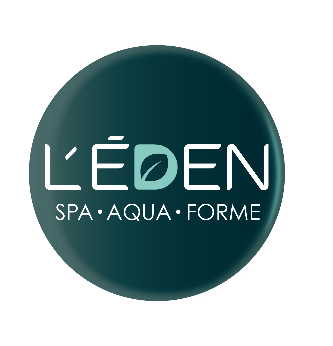 L'ÉDEN
SPA • AQUA • FORME